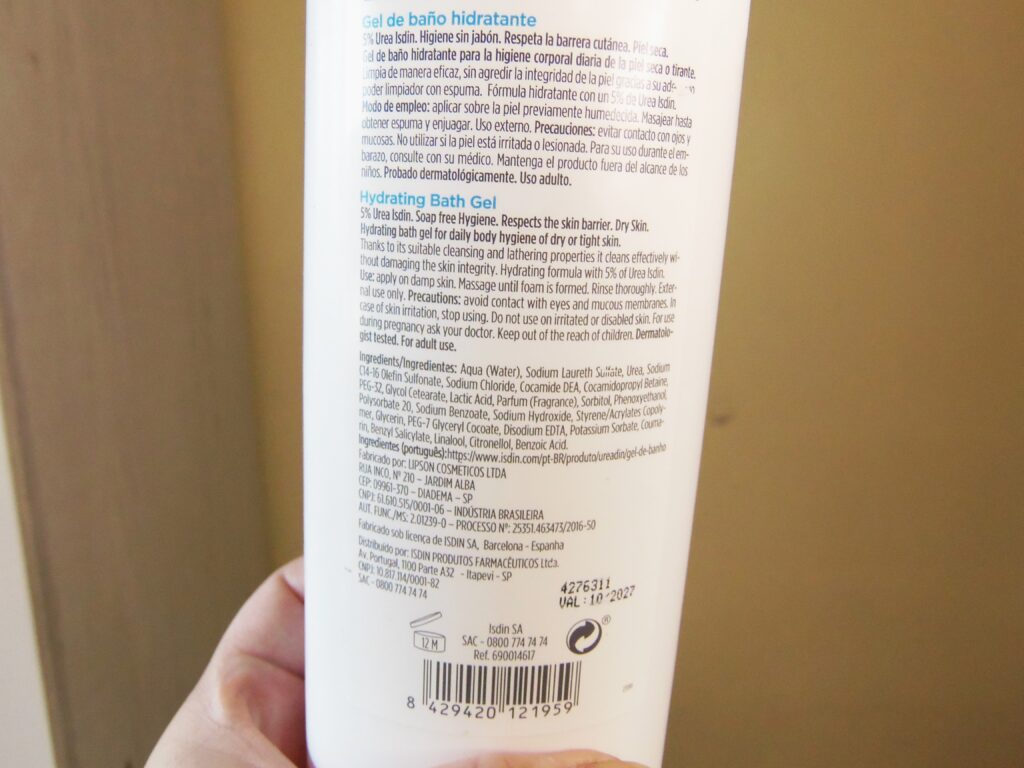 Gel de baño hidratante
5% Urea Isdin. Higiene sin jabón. Respeta la barrera cutánea. Piel seca.
Gel de baño hidratante para la higiene corporal diaria de la piel seca o tirante.
Limpia de manera eficaz, sin agredir la integridad de la piel gracias a su
poder limpiador con espuma. Fórmula hidratante con un 5% de Urea Isdin.
Modo de empleo: aplicar sobre la piel previamente humedecida. Masajear hasta
obtener espuma y enjuagar. Uso externo. Precauciones: evitar contacto con ojos y
mucosas. No utilizar si la piel está irritada o lesionada. Para su uso durante el em-
barazo, consulte con su médico. Mantenga el producto fuera del alcance de los
niños. Probado dermatológicamente. Uso adulto.
Hydrating Bath Gel
5% Urea Isdin. Soap free Hygiene. Respects the skin barrier. Dry Skin.
Hydrating bath gel for daily body hygiene of dry or tight skin.
Thanks to its suitable cleansing and lathering properties it cleans effectively wi-
thout damaging the skin integrity. Hydrating formula with 5% of Urea Isdin.
Use: apply on damp skin. Massage until foam is formed. Rinse thoroughly. Exter-
nal use only. Precautions: avoid contact with eyes and mucous membranes. In
case of skin irritation, stop using. Do not use on irritated or disabled skin. For use
during pregnancy ask your doctor. Keep out of the reach of children. Dermatolo-
gist tested. For adult use.
Ingredients/Ingredientes: Aqua (Water), Sodium Laureth Sulfate, Urea, Sodium
C14-16 Olefin Sulfonate, Sodium Chloride, Cocamide DEA, Cocamidopropyl Betaine,
PEG-32, Glycol Cetearate, Lactic Acid, Parfum (Fragrance), Sorbitol, Phenoxyethanol,
Polysorbate 20, Sodium Benzoate, Sodium Hydroxide, Styrene/Acrylates Copoly-
mer, Glycerin, PEG-7 Glyceryl Cocoate, Disodium EDTA, Potassium Sorbate, Couma-
rin, Benzyl Salicylate, Linalool, Citronellol, Benzoic Acid.
Ingredientes (português):https://www.isdin.com/pt-BR/produto/ureadin/gel-de-banho
Fabricado por: LIPSON COSMETICOS LTDA
RUA INCO, Nº 210 – JARDIM ALBA
CEP: 09961-370 – DIADEMA – SP
CNPJ: 61.610.515/0001-06 – INDÚSTRIA BRASILEIRA
AUT. FUNC./MS: 2.01239-0 – PROCESSO Nº: 25351.463473/2016-50
Fabricado sob licença de ISDIN SA, Barcelona - Espanha
Distribuído por: ISDIN PRODUTOS FARMACÊUTICOS Ltda.
Av. Portugal, 1100 Parte A32 - Itapevi - SP
CNPJ: 10.817.114/0001-82
SAC - 0800 774 74 74
4276311
VAL:10 2027
12 M
Isdin SA
SAC - 0800 774 74 74
Ref. 690014617
®
8 429420 121959